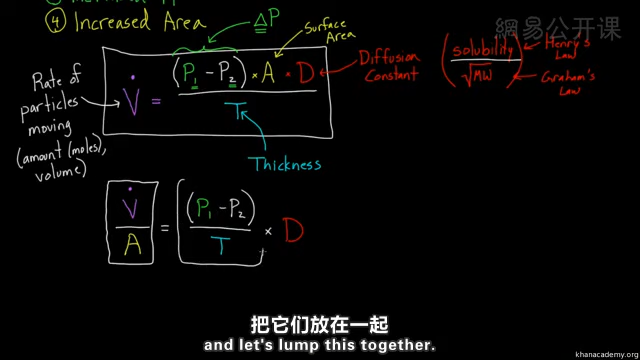 ④ Increased Area
ΔP
Surface
Area
網易公开课
Rate of
particles
moving
(amount (moles),
volume)
V̇ = (P₁ - P₂) × A × D
T
Thickness
Diffusion
Constant
(solubility)
√MW
Henry's
Law
Graham's
Law
V̇ / A = (P₁ - P₂) / T × D
把它们放在一起
and let's lump this together.
khanacademy.org